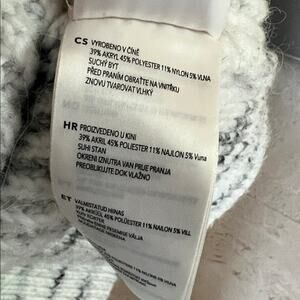 CS VYROBENO V ČÍNĚ
39% AKRYL 45% POLYESTER 11% NYLON 5% VLNA
SUCHÝ BYT
PŘED PRANÍM OBRAŤTE NA VNITŘKU
ZNOVU TVAROVAT VLHKÝ
HR PROIZVEDENO U KINI
39% AKRIL 45% POLIESTER 11% NAJLON 5% Vuna
SUHI STAN
OKRENI IZNUTRA VAN PRIJE PRANJA
PREOBLIKUJTE DOK VLAŽNO
ET VALMISTATUD HIINAS
39% AKRÜÜL 45% POLÜESTER 11% NAILON 5% VILL